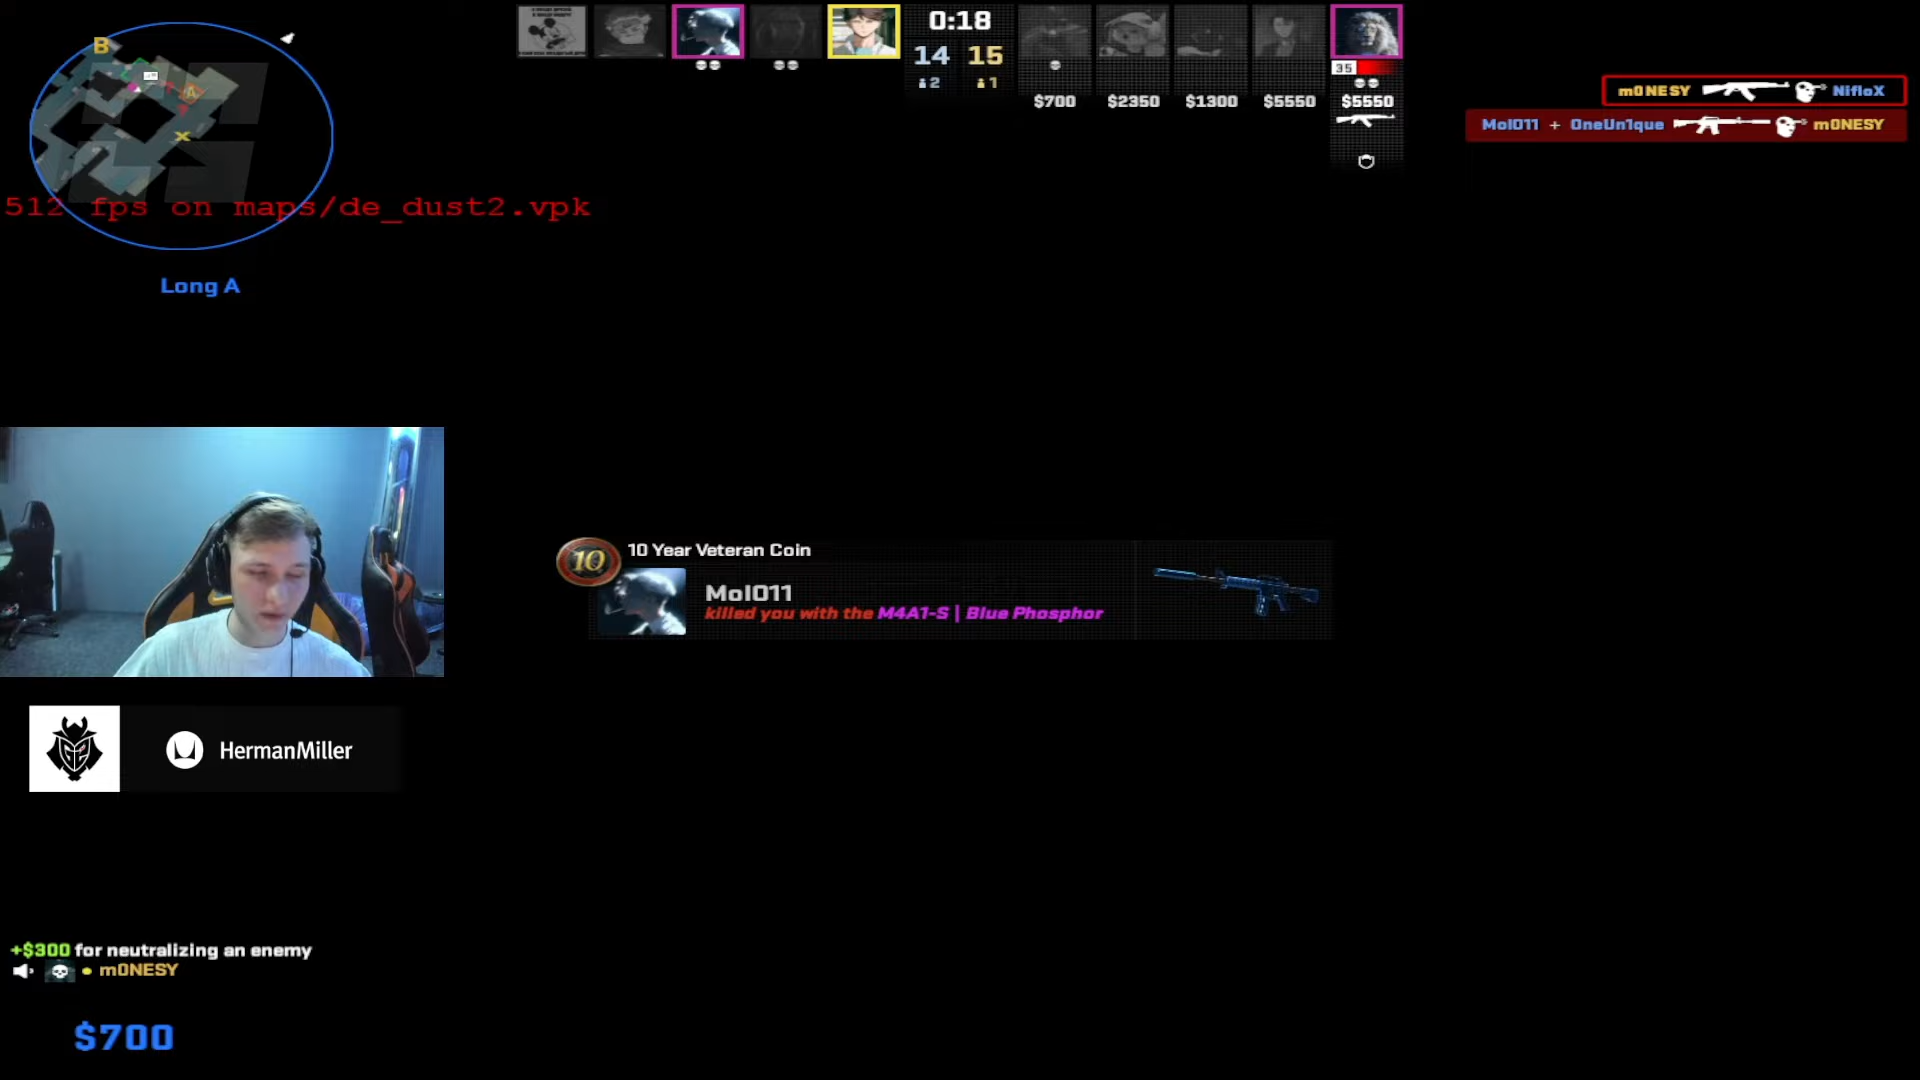 0:18
14 15
2 1
35
$700 $2350 $1300 $5550 $5550
m0NESY NifloX
Mol011 + OneUn1que m0NESY
B
A
512 fps on maps/de_dust2.vpk
Long A
10
10 Year Veteran Coin
Mol011
killed you with the M4A1-S | Blue Phosphor
HermanMiller
+$300 for neutralizing an enemy
m0NESY
$700